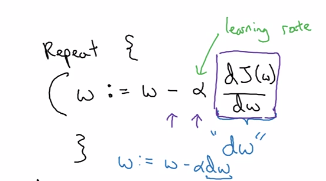 learning rate
Repeat {
w := w - α dJ(w)/dw
"dw"
}
w := w - αdw